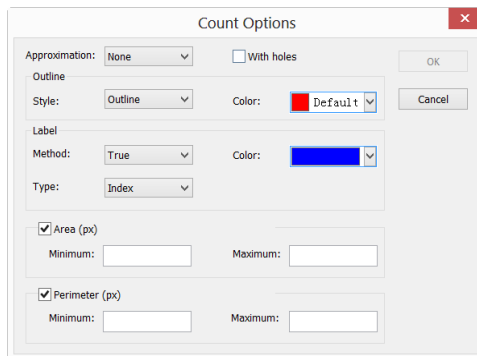 Count Options
Approximation: None With holes OK
Outline
Style: Outline Color: Default Cancel
Label
Method: True Color:
Type: Index
Area (px)
Minimum: Maximum:
Perimeter (px)
Minimum: Maximum: